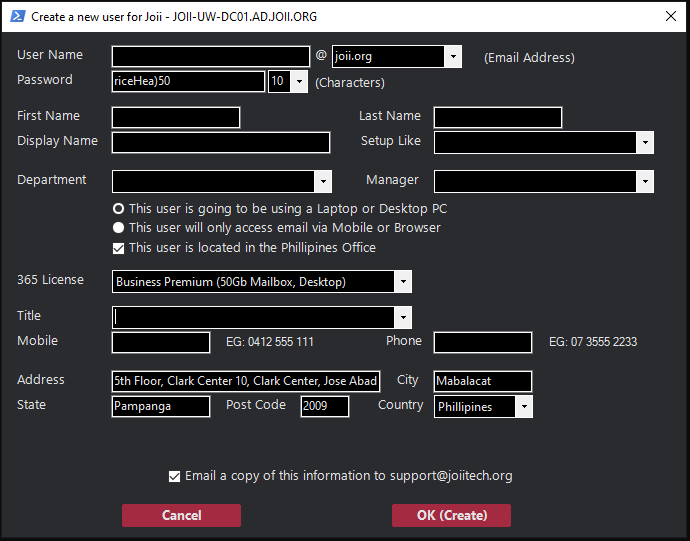 Create a new user for Joii - JOII-UW-DC01.AD.JOII.ORG
User Name @ joii.org (Email Address)
Password riceHea)50 10 (Characters)
First Name Last Name
Display Name Setup Like
Department Manager
This user is going to be using a Laptop or Desktop PC
This user will only access email via Mobile or Browser
This user is located in the Phillipines Office
365 License Business Premium (50Gb Mailbox, Desktop)
Title
Mobile EG: 0412 555 111 Phone EG: 07 3555 2233
Address 5th Floor, Clark Center 10, Clark Center, Jose Abad City Mabalacat
State Pampanga Post Code 2009 Country Phillipines
Email a copy of this information to support@joiitech.org
Cancel OK (Create)